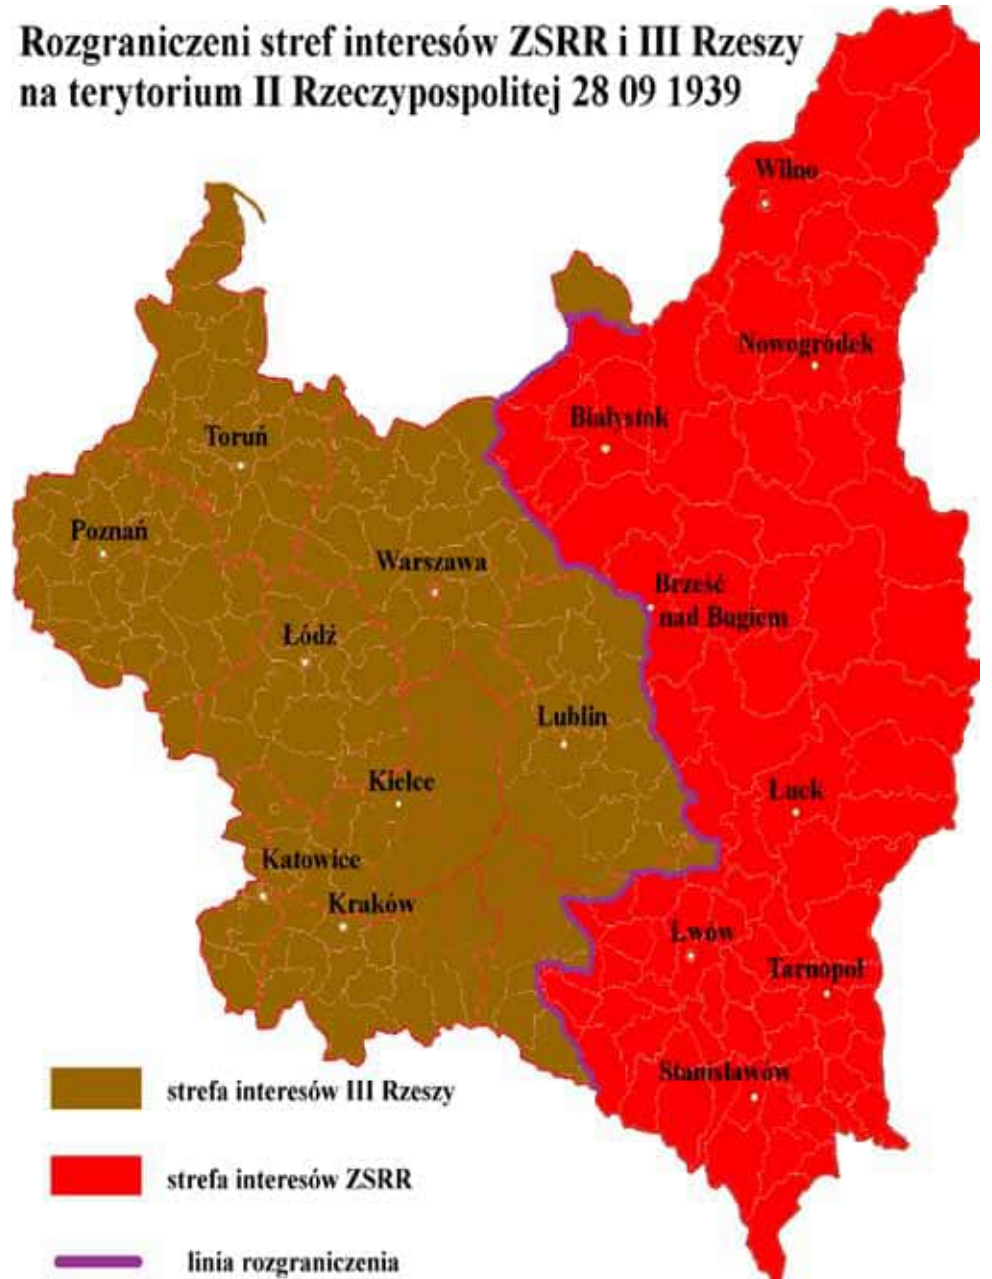 Rozgraniczeni stref interesów ZSRR i III Rzeszy
na terytorium II Rzeczypospolitej 28 09 1939
Wilno
Nowogródek
Białystok
Toruń
Poznań
Warszawa
Brześć
nad Bugiem
Łódź
Lublin
Kielce
Łuck
Katowice
Kraków
Lwów
Tarnopol
Stanisławów
strefa interesów III Rzeszy
strefa interesów ZSRR
linia rozgraniczenia